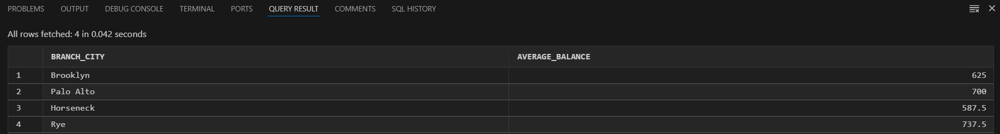 PROBLEMS OUTPUT DEBUG CONSOLE TERMINAL PORTS QUERY RESULT COMMENTS SQL HISTORY
All rows fetched: 4 in 0.042 seconds
BRANCH_CITY AVERAGE_BALANCE
1 Brooklyn 625
2 Palo Alto 700
3 Horseneck 587.5
4 Rye 737.5